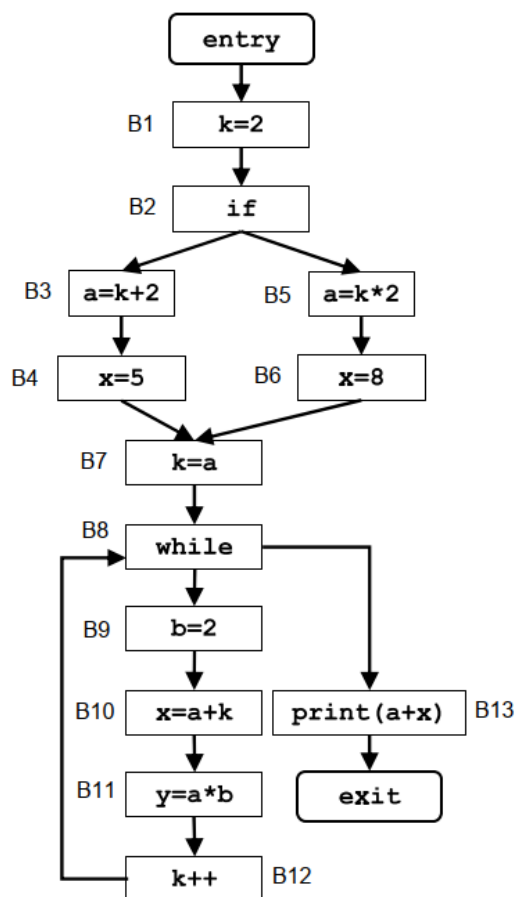 entry
B1 k=2
B2 if
B3 a=k+2 B5 a=k*2
B4 x=5 B6 x=8
B7 k=a
B8 while
B9 b=2
B10 x=a+k print(a+x) B13
B11 y=a*b exit
k++ B12